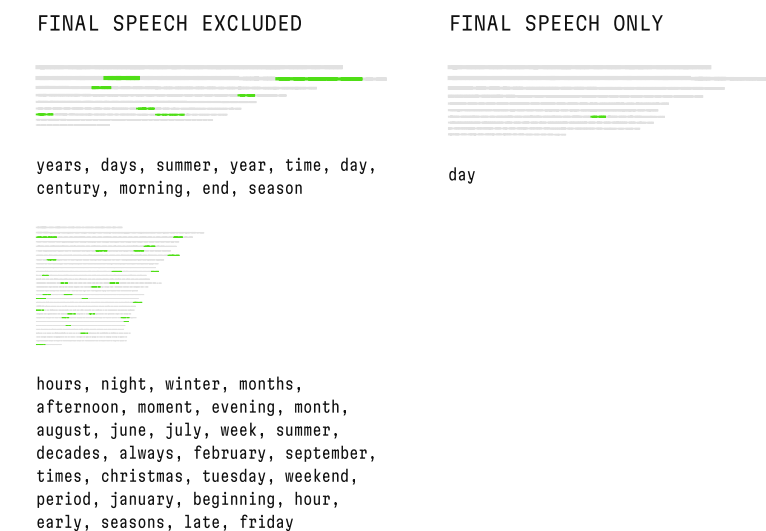 FINAL SPEECH EXCLUDED
years, days, summer, year, time, day,
century, morning, end, season
hours, night, winter, months,
afternoon, moment, evening, month,
august, june, july, week, summer,
decades, always, february, september,
times, christmas, tuesday, weekend,
period, january, beginning, hour,
early, seasons, late, friday
FINAL SPEECH ONLY
day